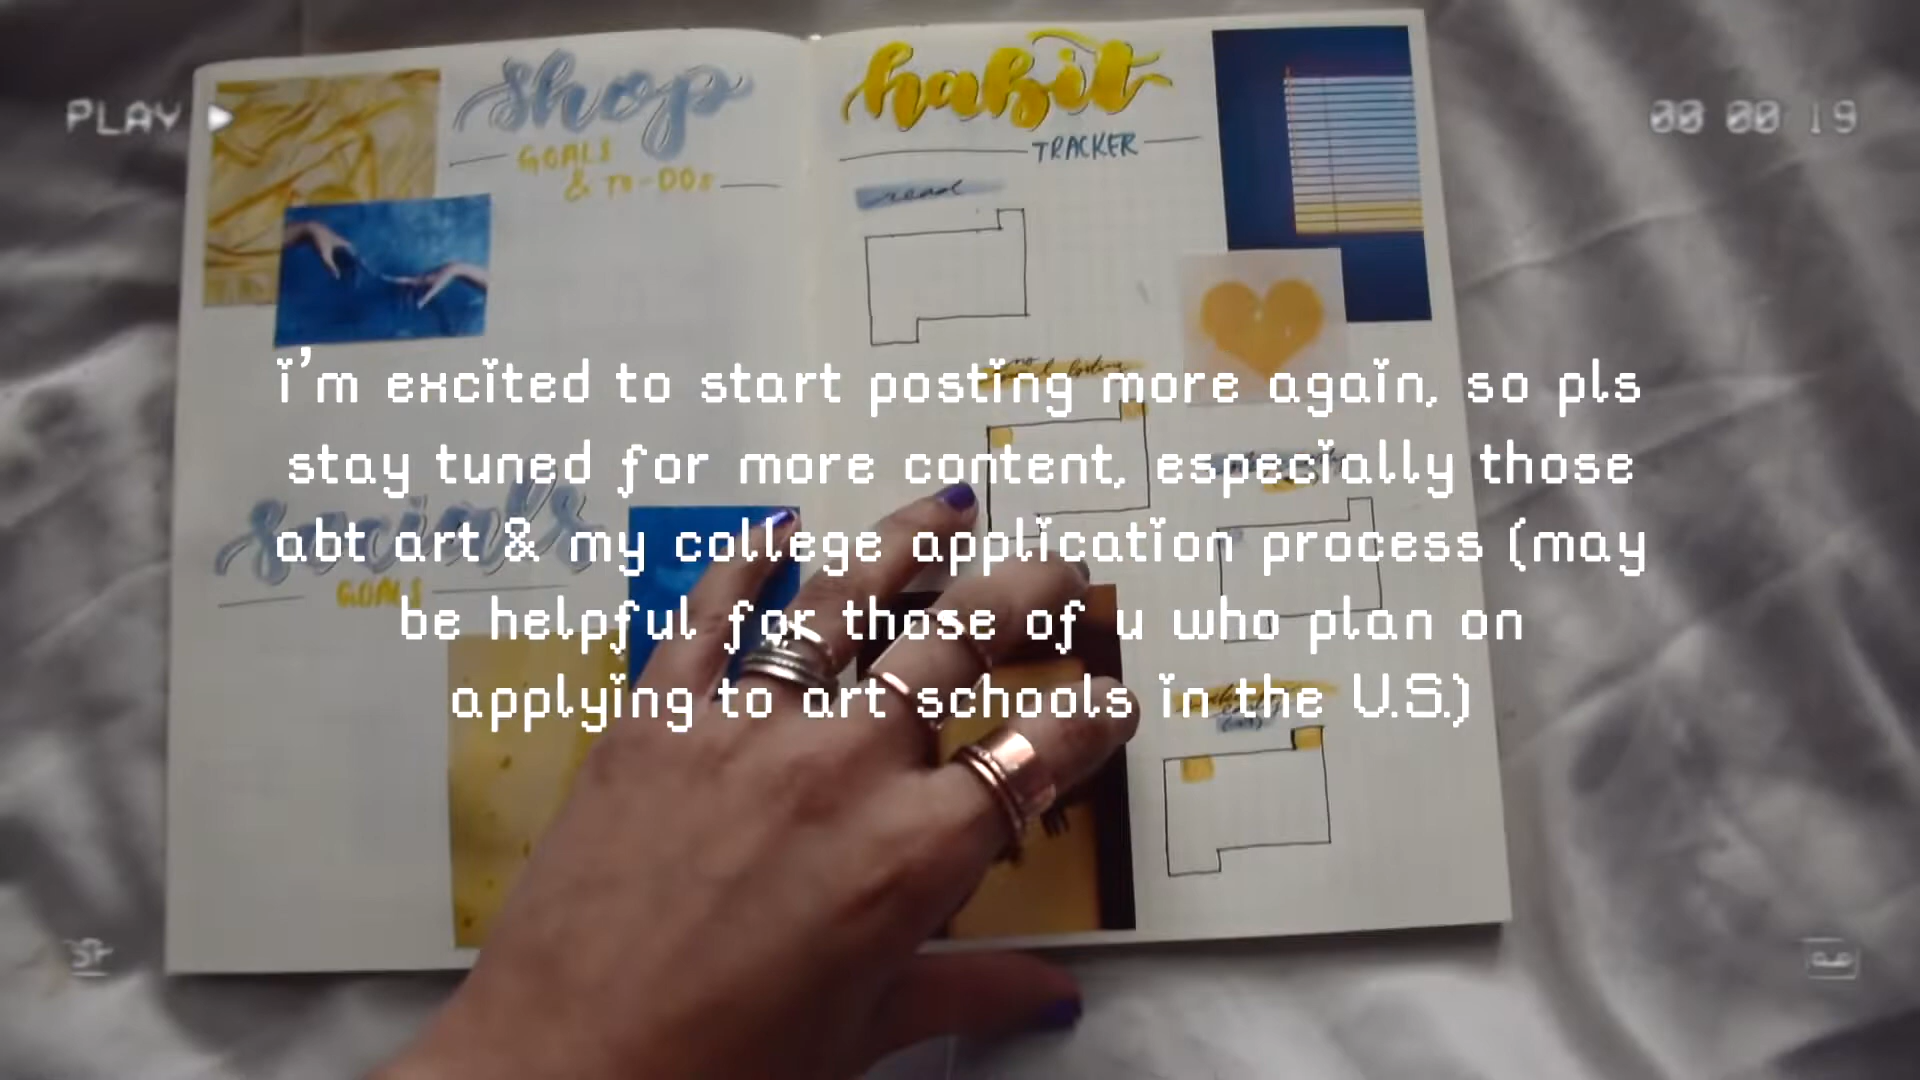 PLAY
00 00 19
shop
GOALS
& TO-DOs
habit
TRACKER
read
i'm excited to start posting more again, so pls
stay tuned for more content, especially those
abt art & my college application process (may
be helpful for those of u who plan on
applying to art schools in the U.S.)
socials
GOALS
SP